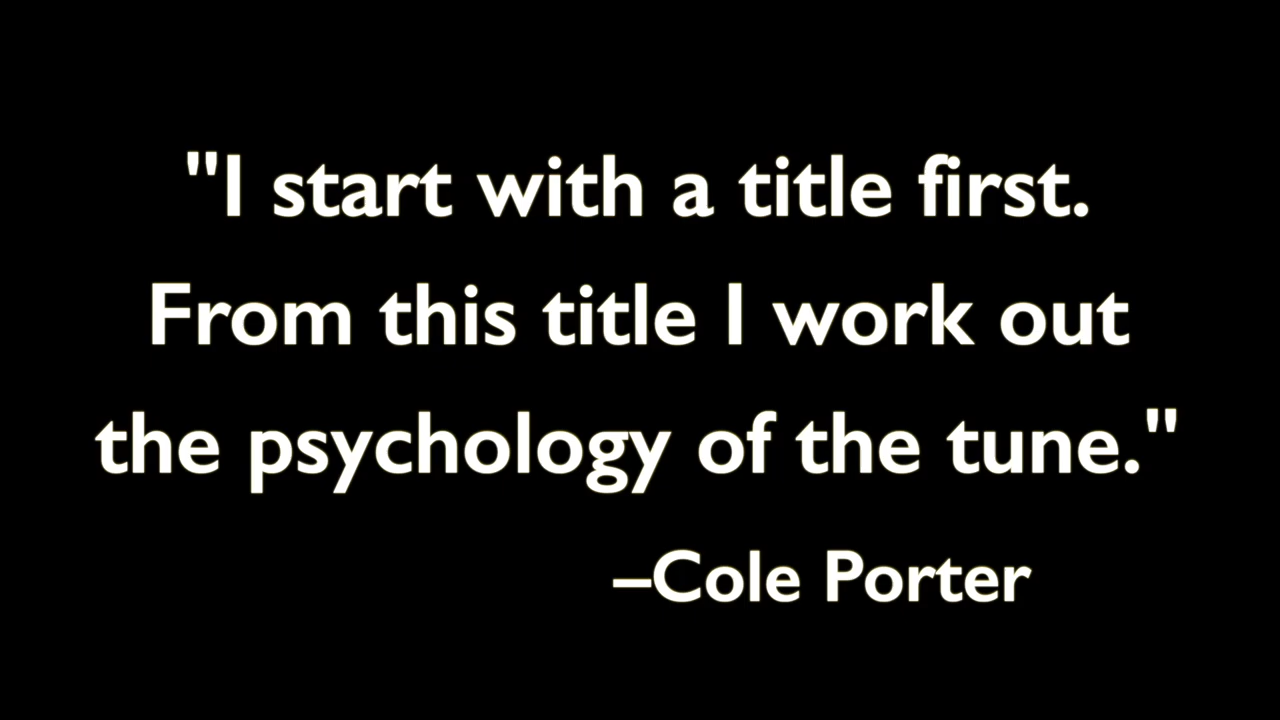 "I start with a title first.
From this title I work out
the psychology of the tune."
–Cole Porter